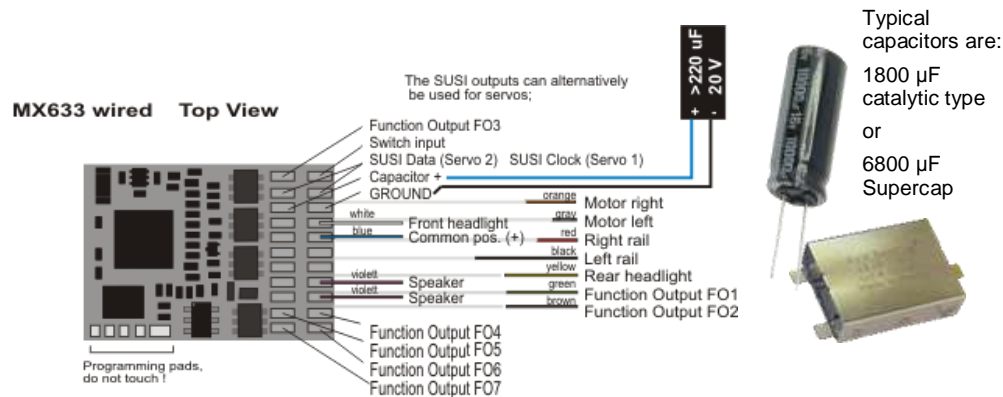 MX633 wired Top View
The SUSI outputs can alternatively
be used for servos;
>220 uF
20 V
+ -
Typical
capacitors are:
1800 µF
catalytic type
or
6800 µF
Supercap
Function Output FO3
Switch input
SUSI Data (Servo 2) SUSI Clock (Servo 1)
Capacitor +
GROUND
orange Motor right
white Front headlight
gray Motor left
blue Common pos. (+)
red Right rail
black Left rail
yellow Rear headlight
violett Speaker
green Function Output FO1
violett Speaker
brown Function Output FO2
Function Output FO4
Function Output FO5
Function Output FO6
Function Output FO7
Programming pads,
do not touch !